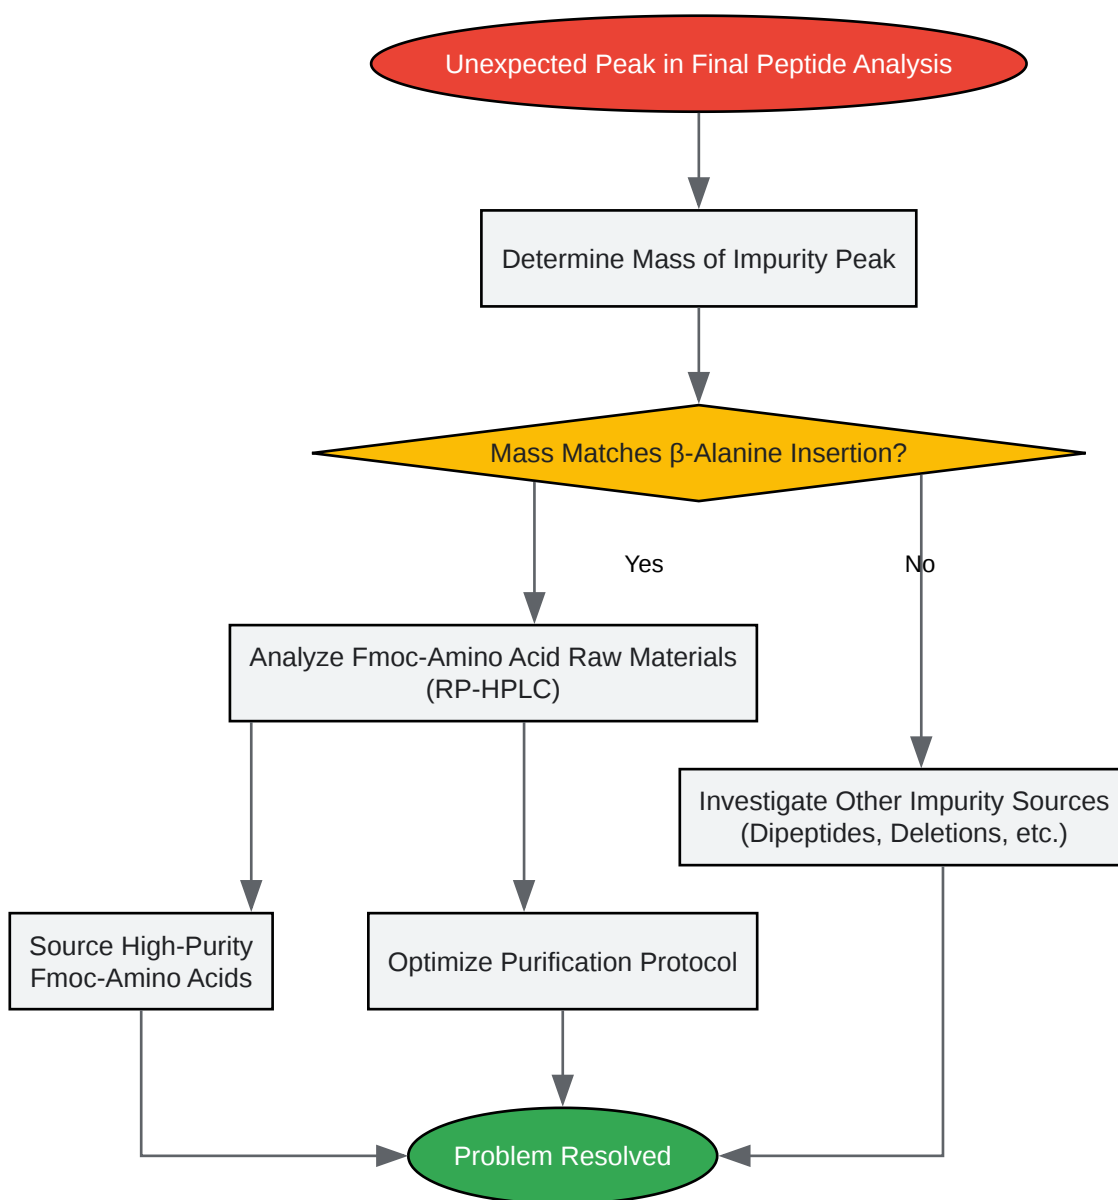 Unexpected Peak in Final Peptide Analysis
Determine Mass of Impurity Peak
Mass Matches β-Alanine Insertion?
Yes
No
Analyze Fmoc-Amino Acid Raw Materials
(RP-HPLC)
Investigate Other Impurity Sources
(Dipeptides, Deletions, etc.)
Source High-Purity
Fmoc-Amino Acids
Optimize Purification Protocol
Problem Resolved